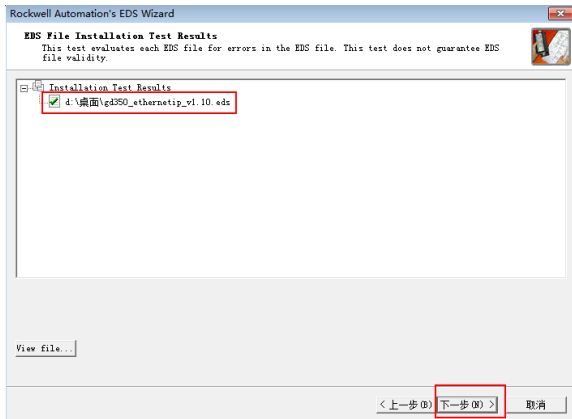 Rockwell Automation's EDS Wizard
EDS File Installation Test Results
This test evaluates each EDS file for errors in the EDS file. This test does not guarantee EDS
file validity.
Installation Test Results
d:\桌面\gd350_ethernetip_v1.10.eds
View file...
< 上一步(B) 下一步(N) > 取消